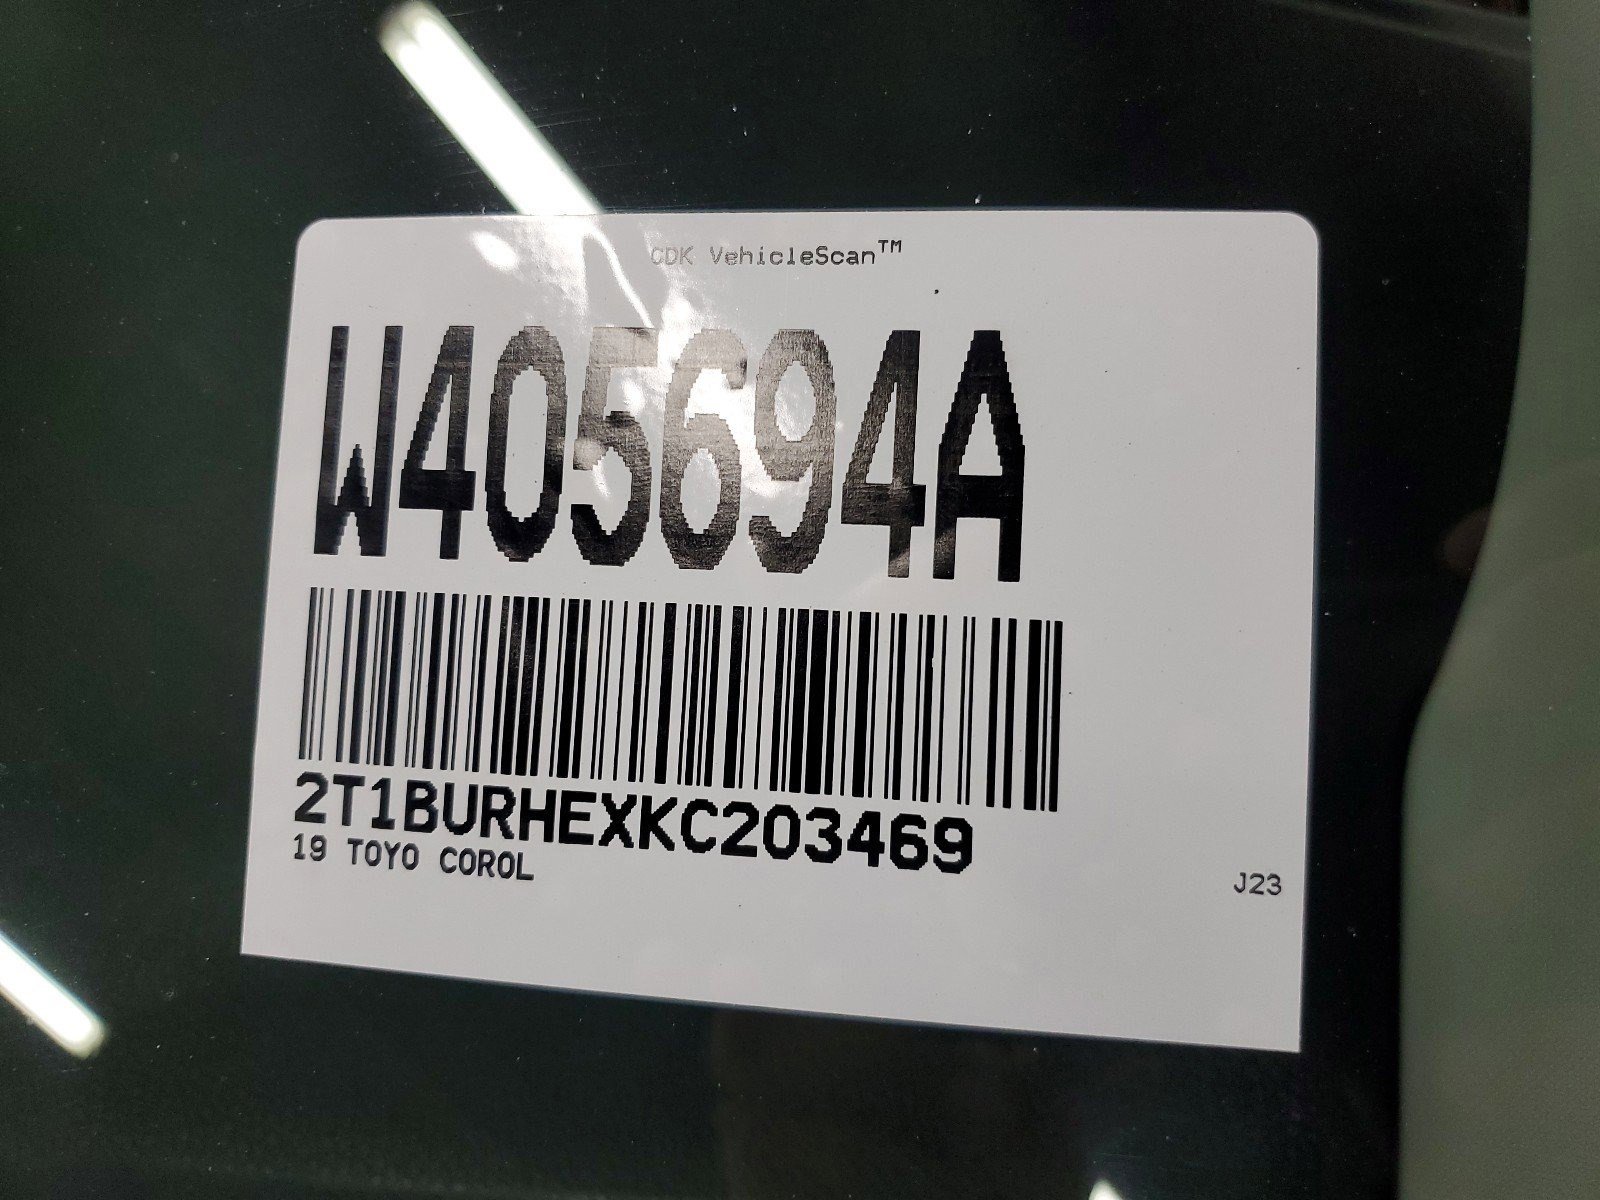 CDK VehicleScan™
W405694A
2T1BURHEXKC203469
19 TOYO COROL
J23